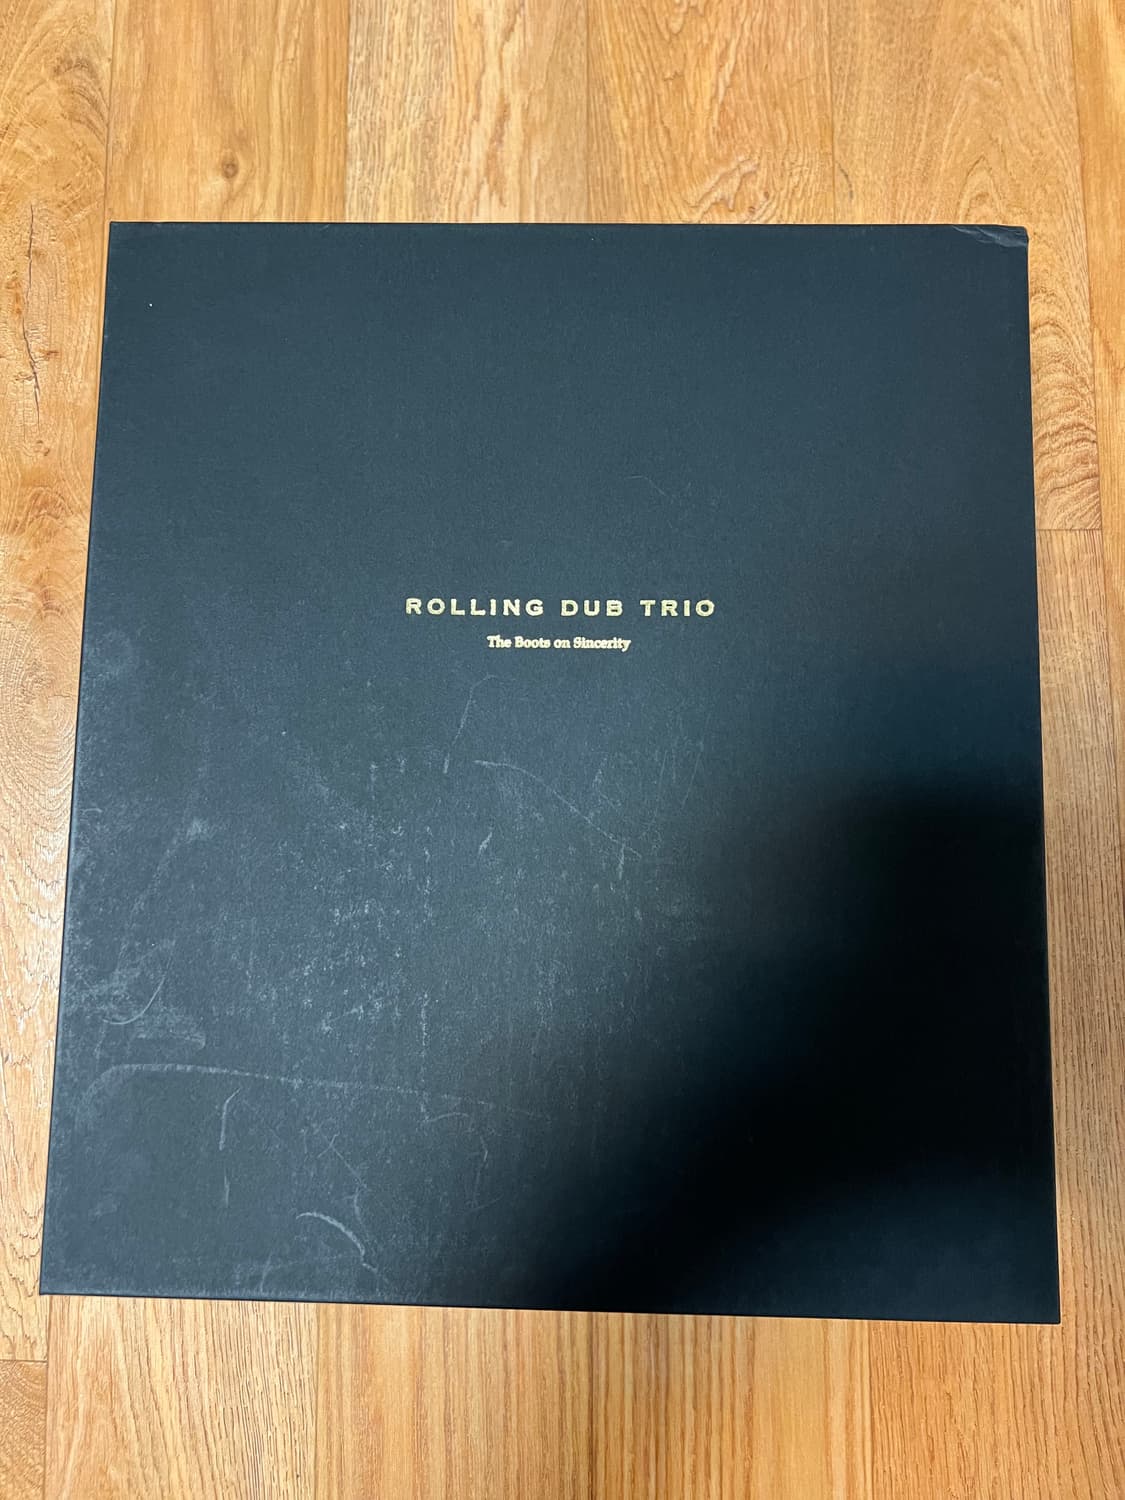 ROLLING DUB TRIO
The Boots on Sincerity